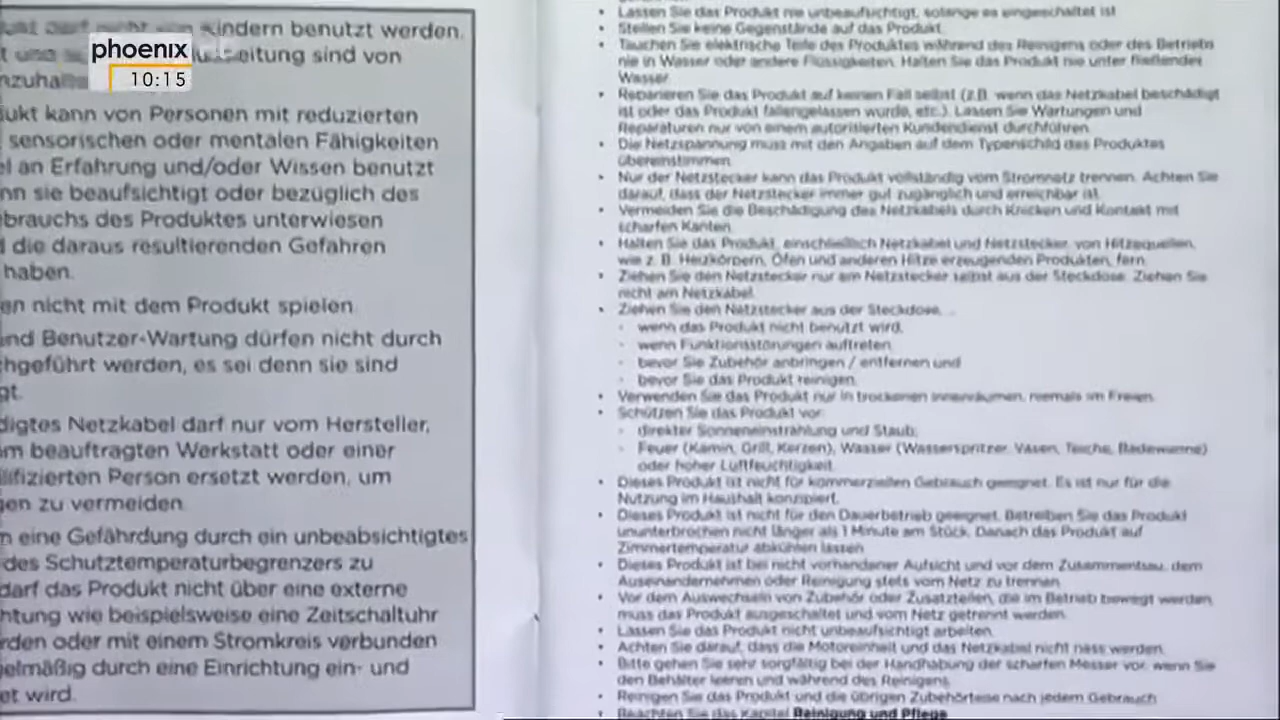 phoenix
10:15
kindern benutzt werden.
eitung sind von
ukt kann von Personen mit reduzierten
sensorischen oder mentalen Fähigkeiten
el an Erfahrung und/oder Wissen benutzt
nn sie beaufsichtigt oder bezüglich des
brauchs des Produktes unterwiesen
d die daraus resultierenden Gefahren
haben.
en nicht mit dem Produkt spielen.
nd Benutzer-Wartung dürfen nicht durch
hgeführt werden, es sei denn sie sind
gt.
digtes Netzkabel darf nur vom Hersteller,
m beauftragten Werkstatt oder einer
lifizierten Person ersetzt werden, um
gen zu vermeiden.
m eine Gefährdung durch ein unbeabsichtigtes
des Schutztemperaturbegrenzers zu
darf das Produkt nicht über eine externe
htung wie beispielsweise eine Zeitschaltuhr
rden oder mit einem Stromkreis verbunden
gelmäßig durch eine Einrichtung ein- und
et wird.
• Lassen Sie das Produkt nie unbeaufsichtigt, solange es eingeschaltet ist.
• Stellen Sie keine Gegenstände auf das Produkt.
• Tauchen Sie elektrische Teile des Produktes während des Reinigens oder des Betriebs
nie in Wasser oder andere Flüssigkeiten. Halten Sie das Produkt nie unter fließendes
Wasser.
• Reparieren Sie das Produkt auf keinen Fall selbst (z.B. wenn das Netzkabel beschädigt
ist oder das Produkt fallengelassen wurde, etc.). Lassen Sie Wartungen und
Reparaturen nur von einem autorisierten Kundendienst durchführen.
• Die Netzspannung muss mit den Angaben auf dem Typenschild des Produktes
übereinstimmen.
• Nur der Netzstecker kann das Produkt vollständig vom Stromnetz trennen. Achten Sie
darauf, dass der Netzstecker immer gut zugänglich und erreichbar ist.
• Vermeiden Sie die Beschädigung des Netzkabels durch Knicken und Kontakt mit
scharfen Kanten.
• Halten Sie das Produkt, einschließlich Netzkabel und Netzstecker, von Hitzequellen,
wie z. B. Heizkörpern, Öfen und anderen Hitze erzeugenden Produkten, fern.
• Ziehen Sie den Netzstecker nur am Netzstecker selbst aus der Steckdose. Ziehen Sie
nicht am Netzkabel.
• Ziehen Sie den Netzstecker aus der Steckdose, ...
- wenn das Produkt nicht benutzt wird,
- wenn Funktionsstörungen auftreten,
- bevor Sie Zubehör anbringen / entfernen und
- bevor Sie das Produkt reinigen.
• Verwenden Sie das Produkt nur in trockenen Innenräumen, niemals im Freien.
• Schützen Sie das Produkt vor:
- direkter Sonneneinstrahlung und Staub;
- Feuer (Kamin, Grill, Kerzen), Wasser (Wasserspritzer, Vasen, Teiche, Badewanne)
oder hoher Luftfeuchtigkeit.
• Dieses Produkt ist nicht für kommerziellen Gebrauch geeignet. Es ist nur für die
Nutzung im Haushalt konzipiert.
• Dieses Produkt ist nicht für den Dauerbetrieb geeignet. Betreiben Sie das Produkt
ununterbrochen nicht länger als 1 Minute am Stück. Danach das Produkt auf
Zimmertemperatur abkühlen lassen.
• Dieses Produkt ist bei nicht vorhandener Aufsicht und vor dem Zusammenbau, dem
Auseinandernehmen oder Reinigung stets vom Netz zu trennen.
• Vor dem Auswechseln von Zubehör oder Zusatzteilen, die im Betrieb bewegt werden
muss das Produkt ausgeschaltet und vom Netz getrennt werden.
• Lassen Sie das Produkt nicht unbeaufsichtigt arbeiten.
• Achten Sie darauf, dass die Motoreinheit und das Netzkabel nicht nass werden.
• Bitte gehen Sie sehr sorgfältig bei der Handhabung der scharfen Messer vor, wenn Sie
den Behälter leeren und während des Reinigens.
• Reinigen Sie das Produkt und die übrigen Zubehörteile nach jedem Gebrauch.
• Beachten Sie das Kapitel Reinigung und Pflege